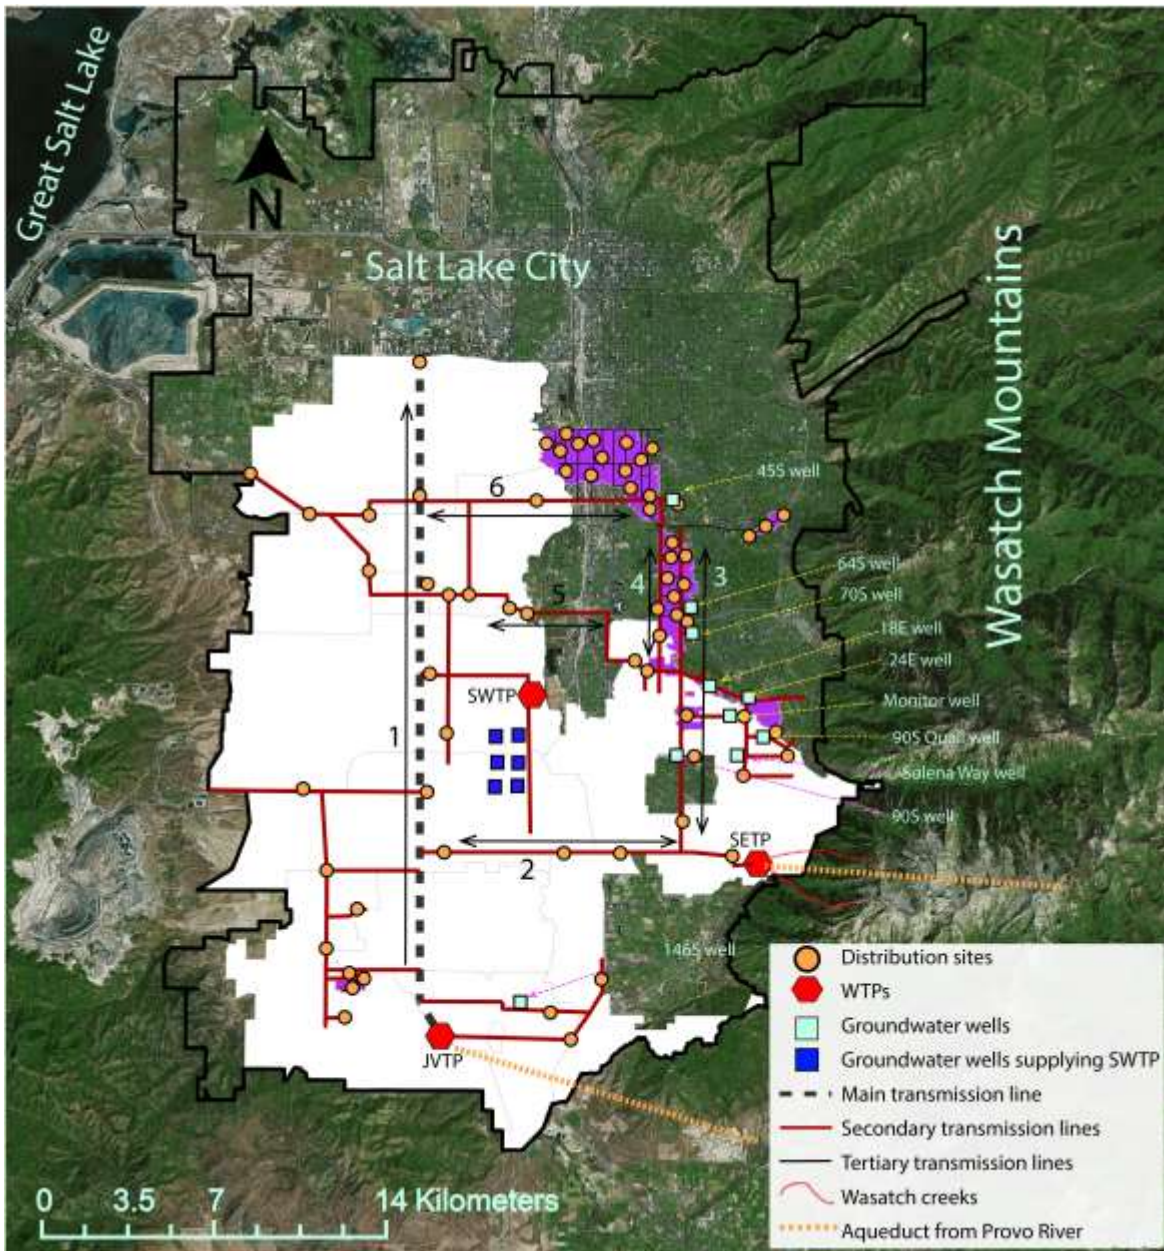 Great Salt Lake
N
Salt Lake City
Wasatch Mountains
6
45S well
4
3
64S well
5
70S well
18E well
24E well
SWTP
Monitor well
1
90S Quail well
Solena Way well
90S well
SETP
2
146S well
JVTP
Distribution sites
WTPs
Groundwater wells
Groundwater wells supplying SWTP
Main transmission line
Secondary transmission lines
Tertiary transmission lines
Wasatch creeks
Aqueduct from Provo River
0 3.5 7 14 Kilometers